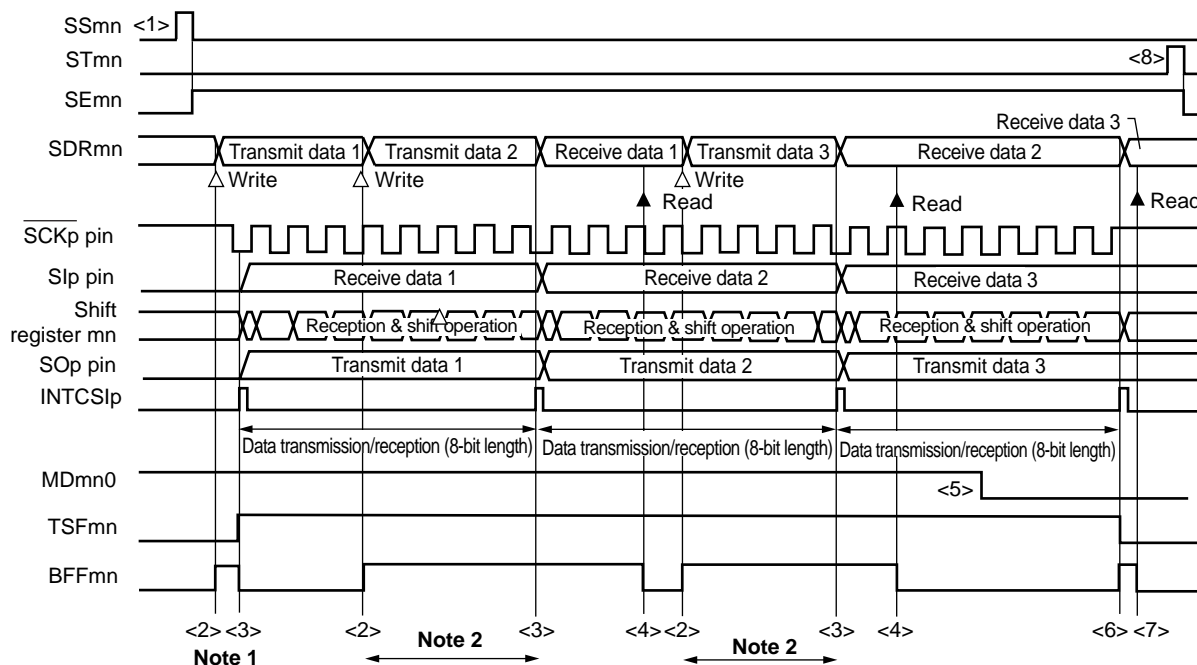 SSmn <1>
STmn <8>
SEmn
Receive data 3
SDRmn Transmit data 1 Transmit data 2 Receive data 1 Transmit data 3 Receive data 2
Write Write Write
Read Read Read
SCKp pin
SIp pin Receive data 1 Receive data 2 Receive data 3
Shift
register mn Reception & shift operation Reception & shift operation Reception & shift operation
SOp pin Transmit data 1 Transmit data 2 Transmit data 3
INTCSIp
Data transmission/reception (8-bit length) Data transmission/reception (8-bit length) Data transmission/reception (8-bit length)
MDmn0 <5>
TSFmn
BFFmn
<2> <3> <2> <3> <4> <2> <3> <4> <6> <7>
Note 1 Note 2 Note 2